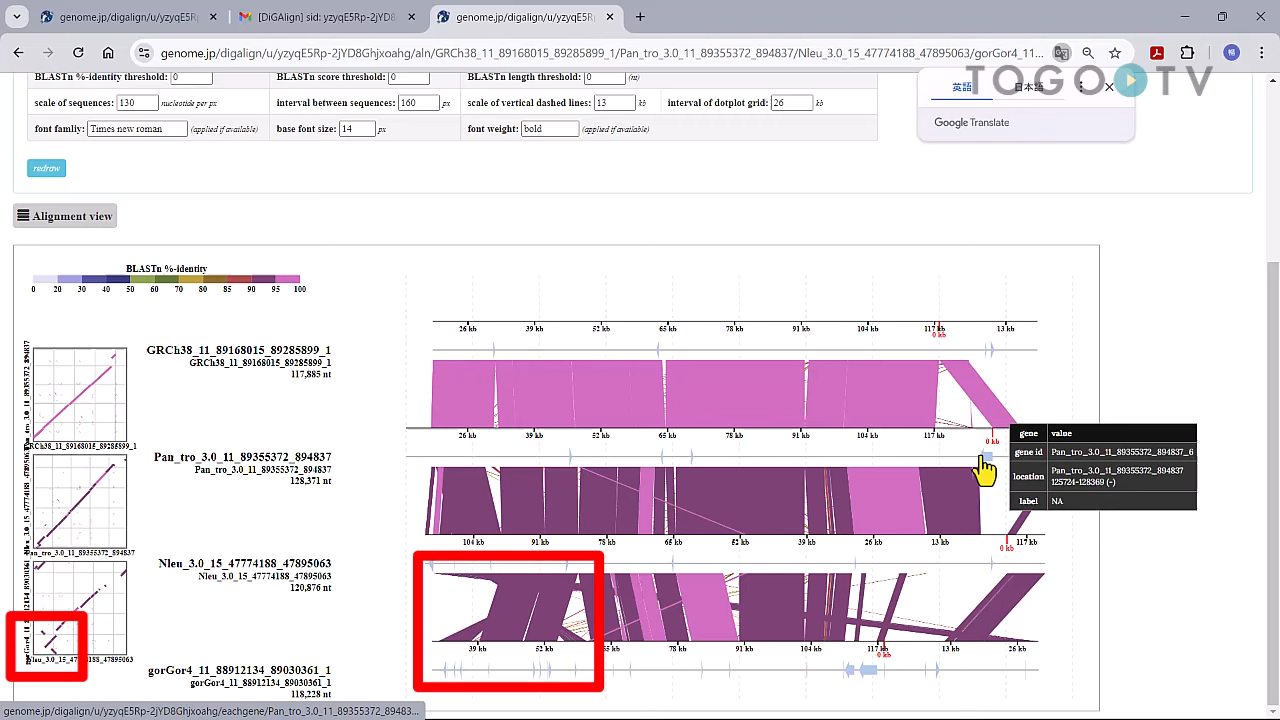 genome.jp/digalign/u/yzyqE5Rp
[DiGAlign] sid: yzyqE5Rp-2jYD8
genome.jp/digalign/u/yzyqE5Rp
genome.jp/digalign/u/yzyqE5Rp-2jYD8Ghjxoahg/aln/GRCh38_11_89168015_89285899_1/Pan_tro_3.0_11_89355372_894837/Nleu_3.0_15_47774188_47895063/gorGor4_11...
TOGO TV
BLASTn %-identity threshold: 0 BLASTn score threshold: 0 BLASTn length threshold: 0 (nt)
英語 日本語
scale of sequences: 130 nucleotide per px interval between sequences: 160 px scale of vertical dashed lines: 13 kb interval of dotplot grid: 26 kb
Google Translate
font family: Times new roman (applied if available) base font size: 14 px font weight: bold (applied if available)
redraw
Alignment view
BLASTn %-identity
0 20 30 40 50 60 70 80 85 90 95 100
26 kb 39 kb 52 kb 65 kb 78 kb 91 kb 104 kb 117 kb 13 kb
0 kb
GRCh38_11_89168015_89285899_1
GRCh38_11_89168015_89285899_1
117,885 nt
GRCh38_11_89168015_89285899_1
26 kb 39 kb 52 kb 65 kb 78 kb 91 kb 104 kb 117 kb
0 kb
Pan_tro_3.0_11_89355372_894837
Pan_tro_3.0_11_89355372_894837
128,371 nt
gene value
gene id Pan_tro_3.0_11_89355372_894837_6
location Pan_tro_3.0_11_89355372_894837
125724-128369 (-)
label NA
Pan_tro_3.0_11_89355372_894837
104 kb 91 kb 78 kb 52 kb 39 kb 26 kb 13 kb 117 kb
0 kb
Nleu_3.0_15_47774188_47895063
Nleu_3.0_15_47774188_47895063
120,876 nt
Nleu_3.0_15_47774188_47895063
39 kb 52 kb 65 kb 78 kb 91 kb 104 kb 117 kb 13 kb 26 kb
0 kb
gorGor4_11_88912134_89030361_1
gorGor4_11_88912134_89030361_1
118,228 nt
genome.jp/digalign/u/yzyqE5Rp-2jYD8Ghjxoahg/eachgene/Pan_tro_3.0_11_89355372_89483...